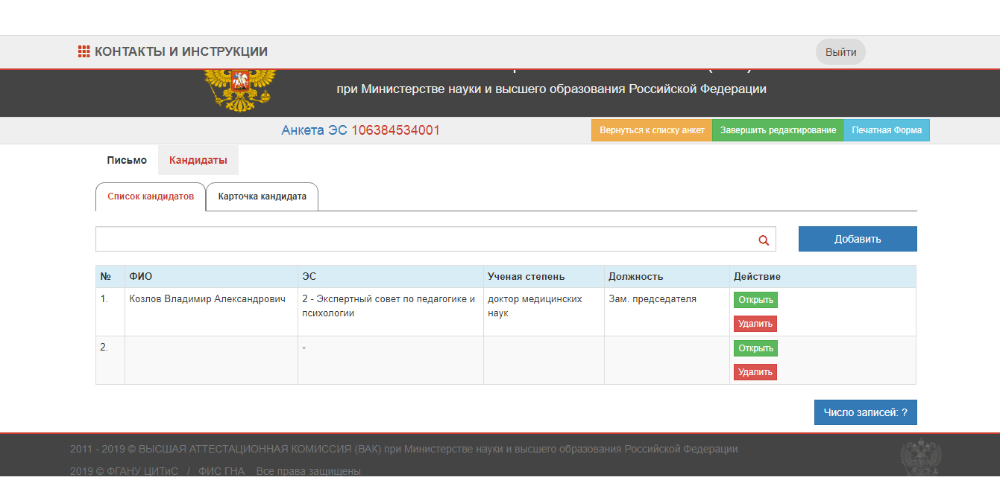 КОНТАКТЫ И ИНСТРУКЦИИ
Выйти
при Министерстве науки и высшего образования Российской Федерации
Анкета ЭС 106384534001
Вернуться к списку анкет
Завершить редактирование
Печатная Форма
Письмо
Кандидаты
Список кандидатов
Карточка кандидата
Добавить
№ ФИО ЭС Ученая степень Должность Действие
1. Козлов Владимир Александрович 2 - Экспертный совет по педагогике и доктор медицинских Зам. председателя Открыть
психологии наук
Удалить
2. - Открыть
Удалить
Число записей: ?
2011 - 2019 © ВЫСШАЯ АТТЕСТАЦИОННАЯ КОМИССИЯ (ВАК) при Министерстве науки и высшего образования Российской Федерации
2019 © ФГАНУ ЦИТиС / ФИС ГНА Все права защищены